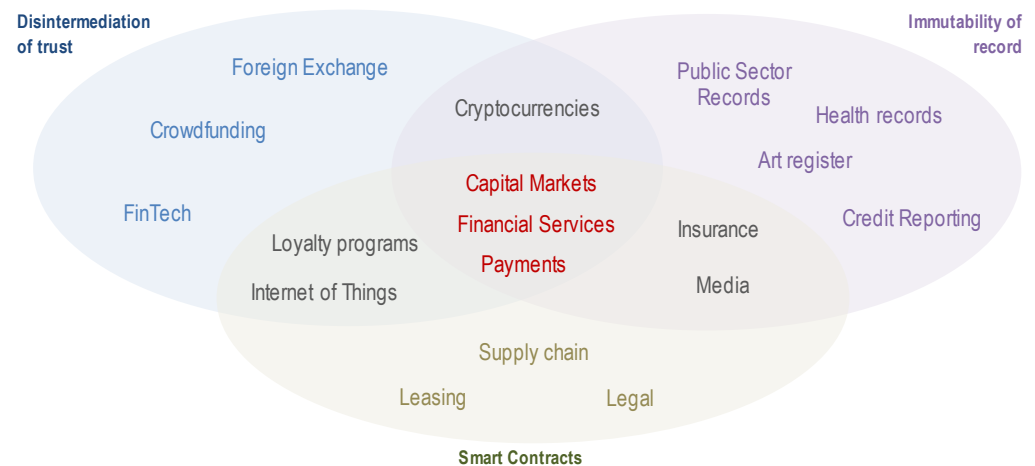 Disintermediation
of trust
Immutability of
record
Foreign Exchange
Public Sector
Records
Cryptocurrencies
Health records
Crowdfunding
Art register
Capital Markets
FinTech
Credit Reporting
Financial Services
Insurance
Loyalty programs
Payments
Media
Internet of Things
Supply chain
Leasing
Legal
Smart Contracts